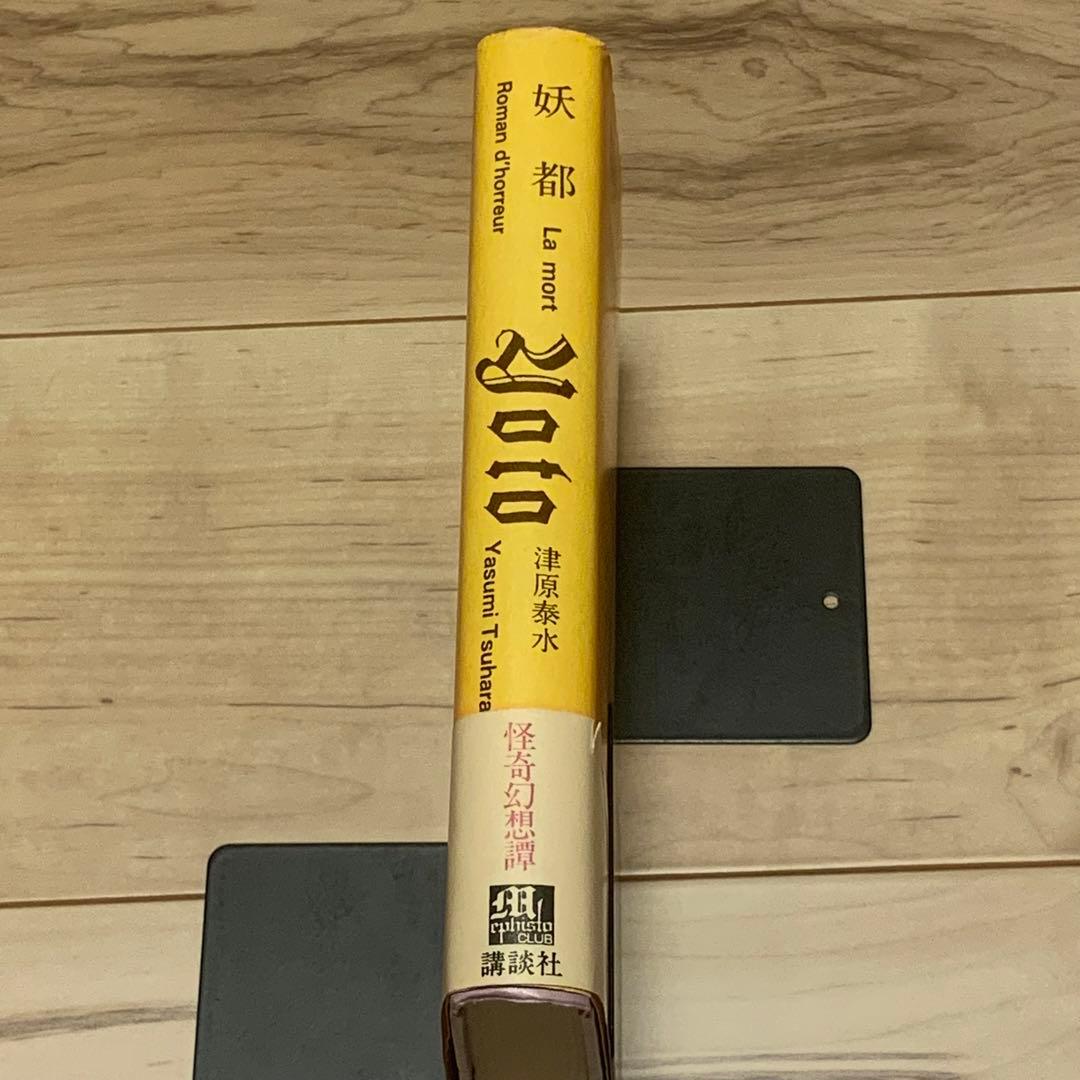 妖都
La mort
Yoto
Roman d'horreur
津原泰水
Yasumi Tsuhara
怪奇幻想譚
Mephisto
CLUB
講談社